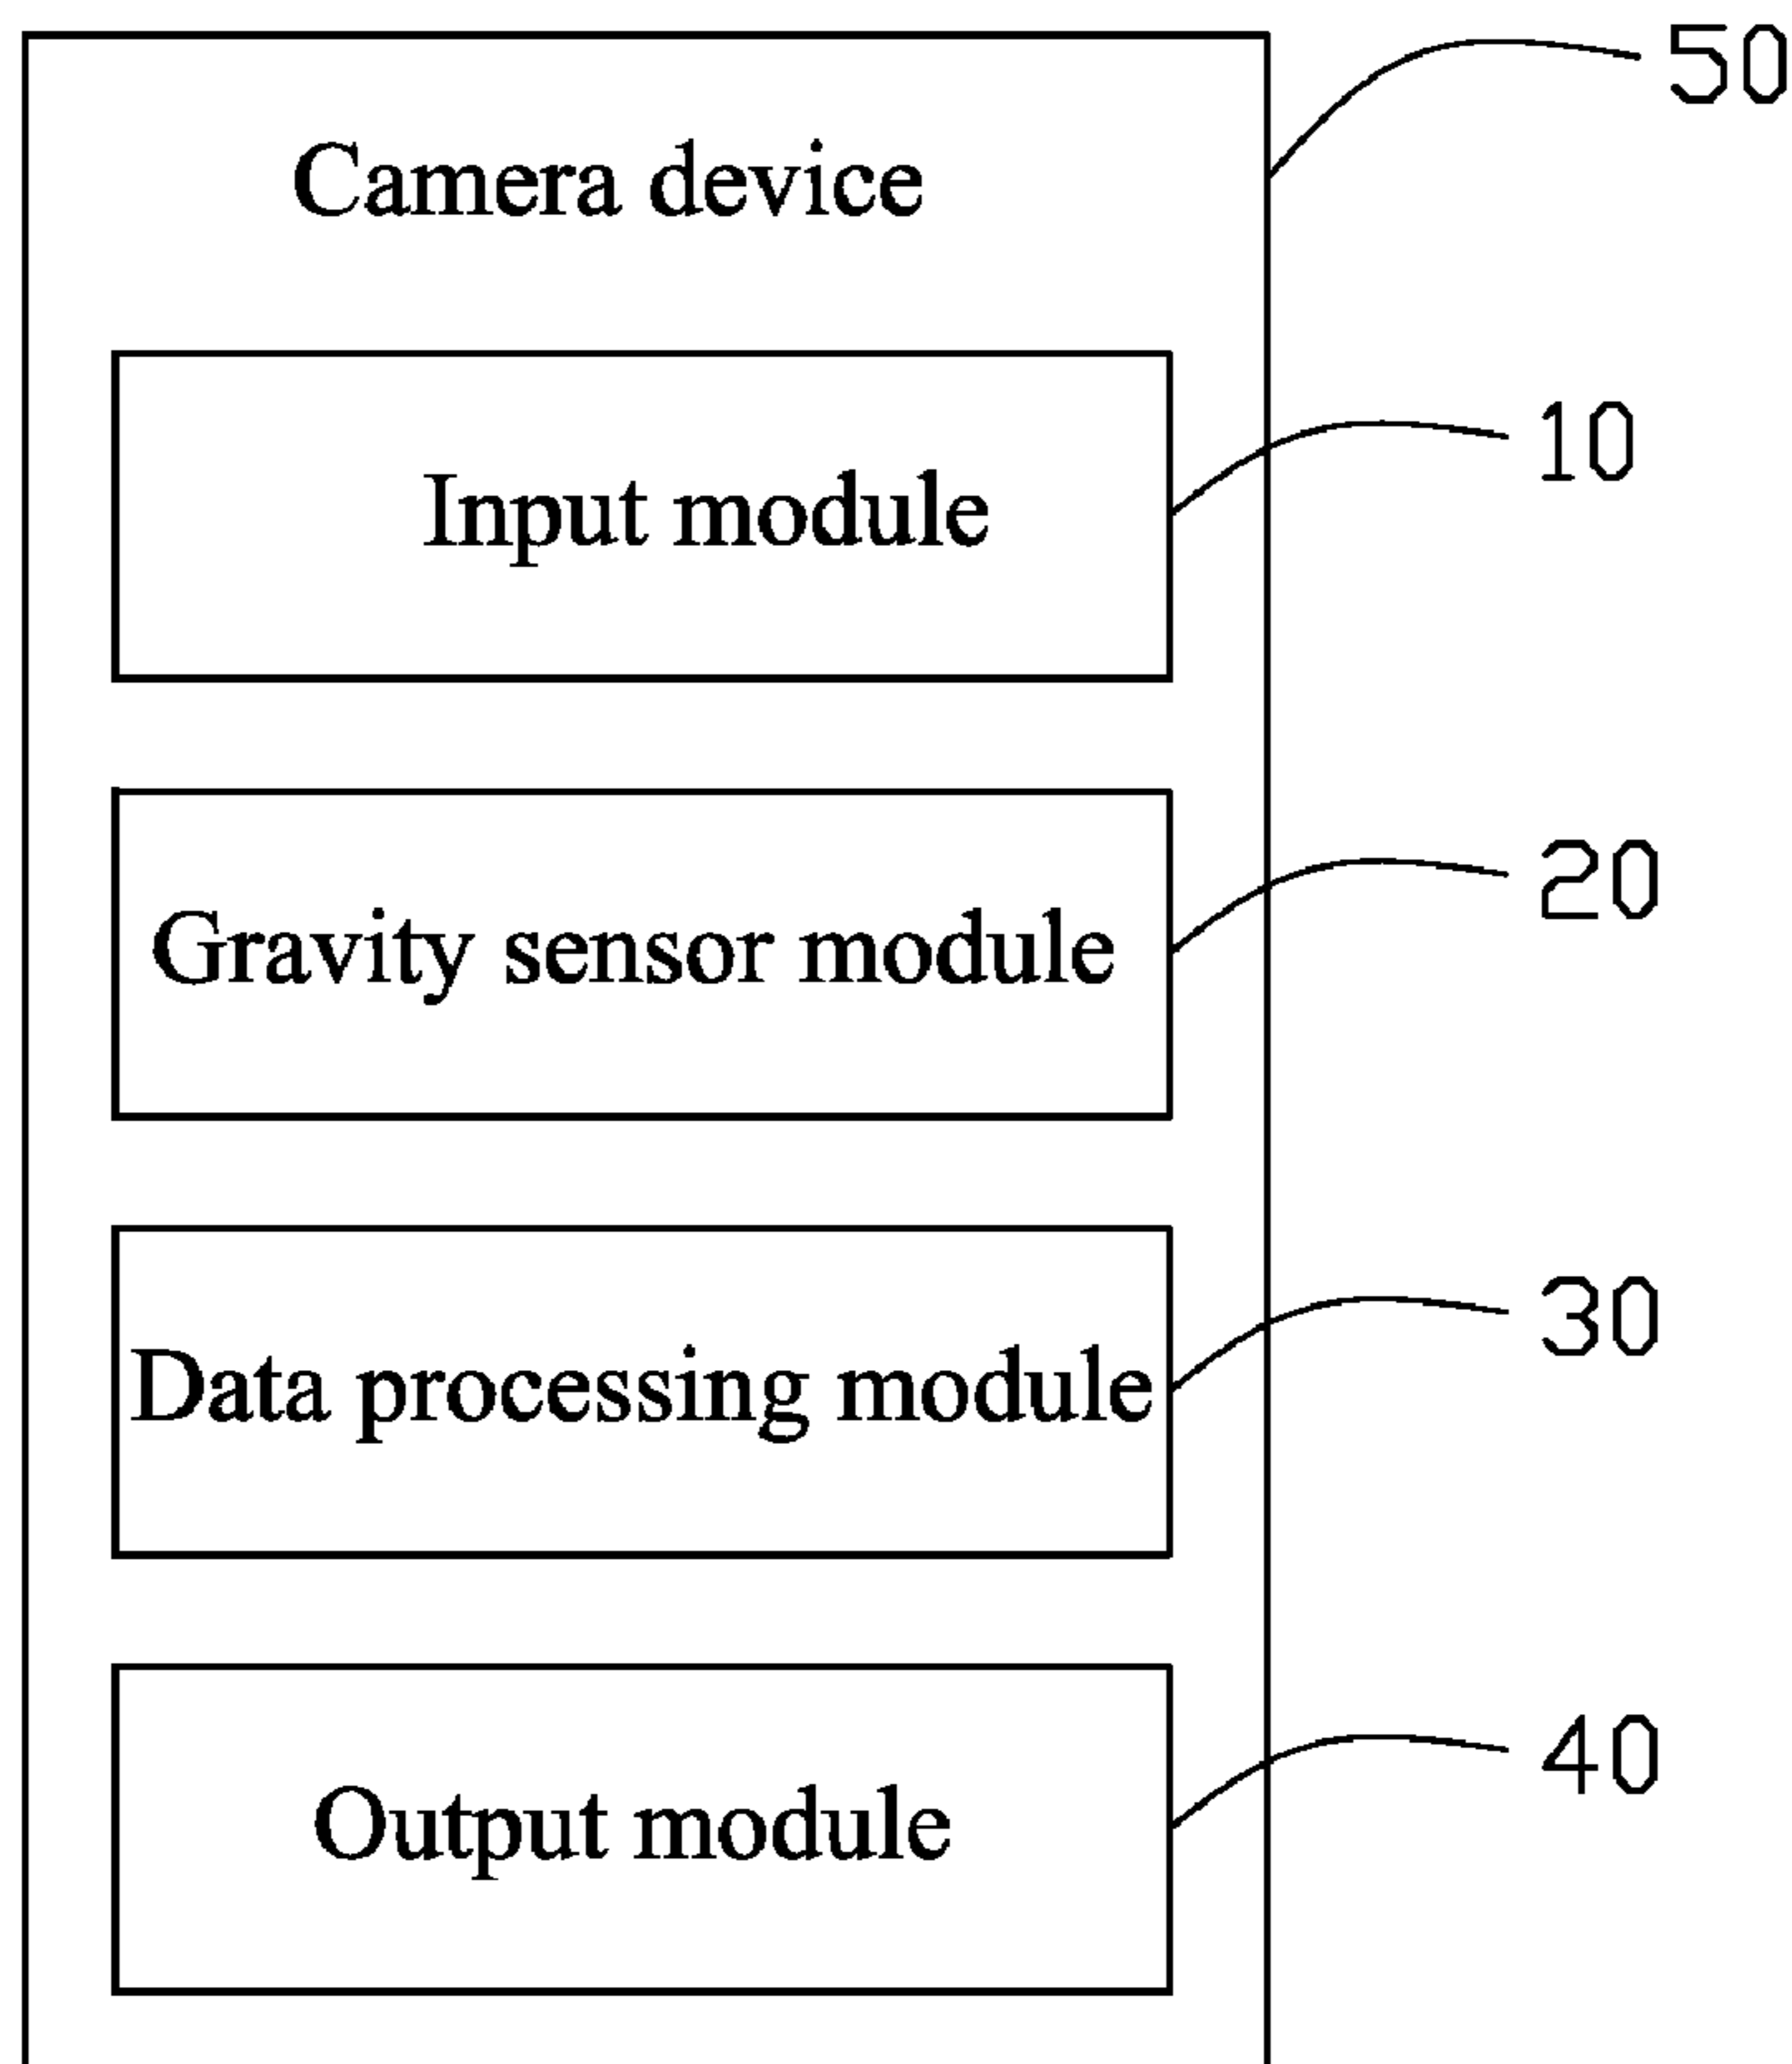 50
Camera device
10
Input module
20
Gravity sensor module
30
Data processing module
40
Output module